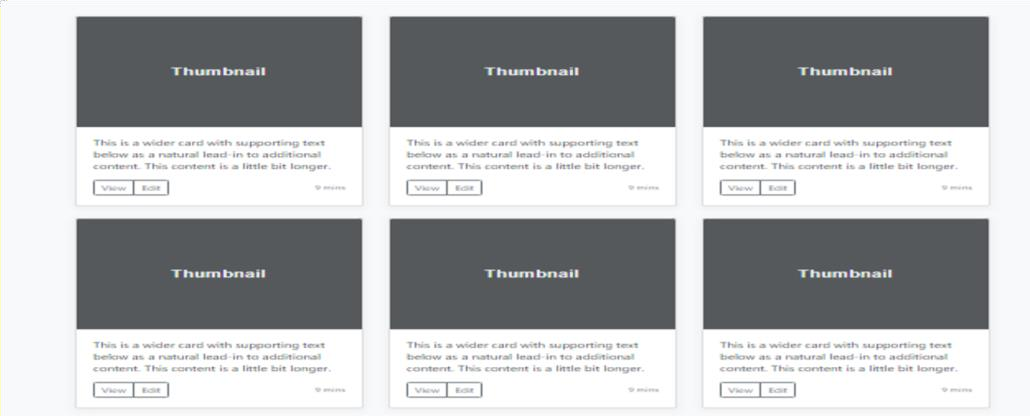 Thumbnail Thumbnail Thumbnail
This is a wider card with supporting text This is a wider card with supporting text This is a wider card with supporting text
below as a natural lead-in to additional below as a natural lead-in to additional below as a natural lead-in to additional
content. This content is a little bit longer. content. This content is a little bit longer. content. This content is a little bit longer.
View Edit 9 mins View Edit 9 mins View Edit 9 mins
Thumbnail Thumbnail Thumbnail
This is a wider card with supporting text This is a wider card with supporting text This is a wider card with supporting text
below as a natural lead-in to additional below as a natural lead-in to additional below as a natural lead-in to additional
content. This content is a little bit longer. content. This content is a little bit longer. content. This content is a little bit longer.
View Edit 9 mins View Edit 9 mins View Edit 9 mins